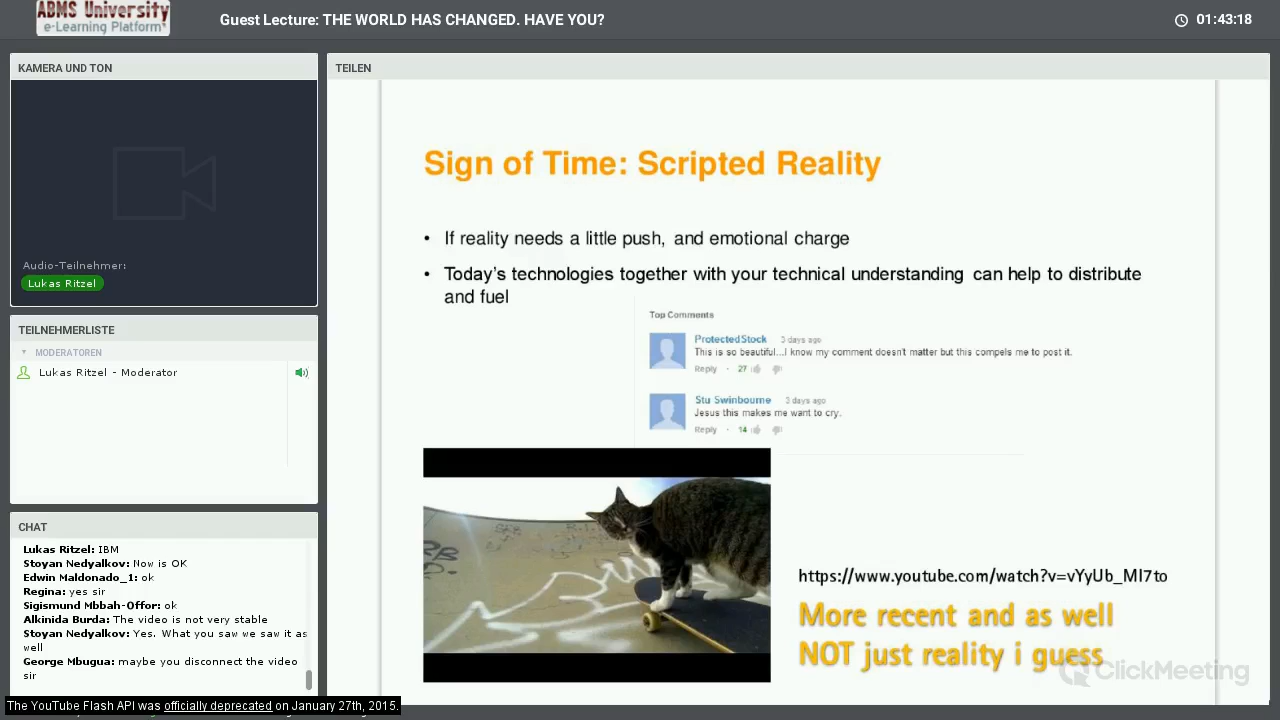 ABMS University
e-Learning Platform
Guest Lecture: THE WORLD HAS CHANGED. HAVE YOU?
01:43:18
KAMERA UND TON
Audio-Teilnehmer:
Lukas Ritzel
TEILNEHMERLISTE
MODERATOREN
Lukas Ritzel - Moderator
CHAT
Lukas Ritzel: IBM
Stoyan Nedyalkov: Now is OK
Edwin Maldonado_1: ok
Regina: yes sir
Sigismund Mbbah-Offor: ok
Alkinida Burda: The video is not very stable
Stoyan Nedyalkov: Yes. What you saw we saw it as
well
George Mbugua: maybe you disconnect the video
sir
The YouTube Flash API was officially deprecated on January 27th, 2015.
TEILEN
Sign of Time: Scripted Reality
• If reality needs a little push, and emotional charge
• Today's technologies together with your technical understanding can help to distribute
and fuel
Top Comments
ProtectedStock 3 days ago
This is so beautiful...I know my comment doesn't matter but this compels me to post it.
Reply · 27
Stu Swinbourne 3 days ago
Jesus this makes me want to cry.
Reply · 14
https://www.youtube.com/watch?v=vYyUb_MI7to
More recent and as well
NOT just reality i guess
ClickMeeting